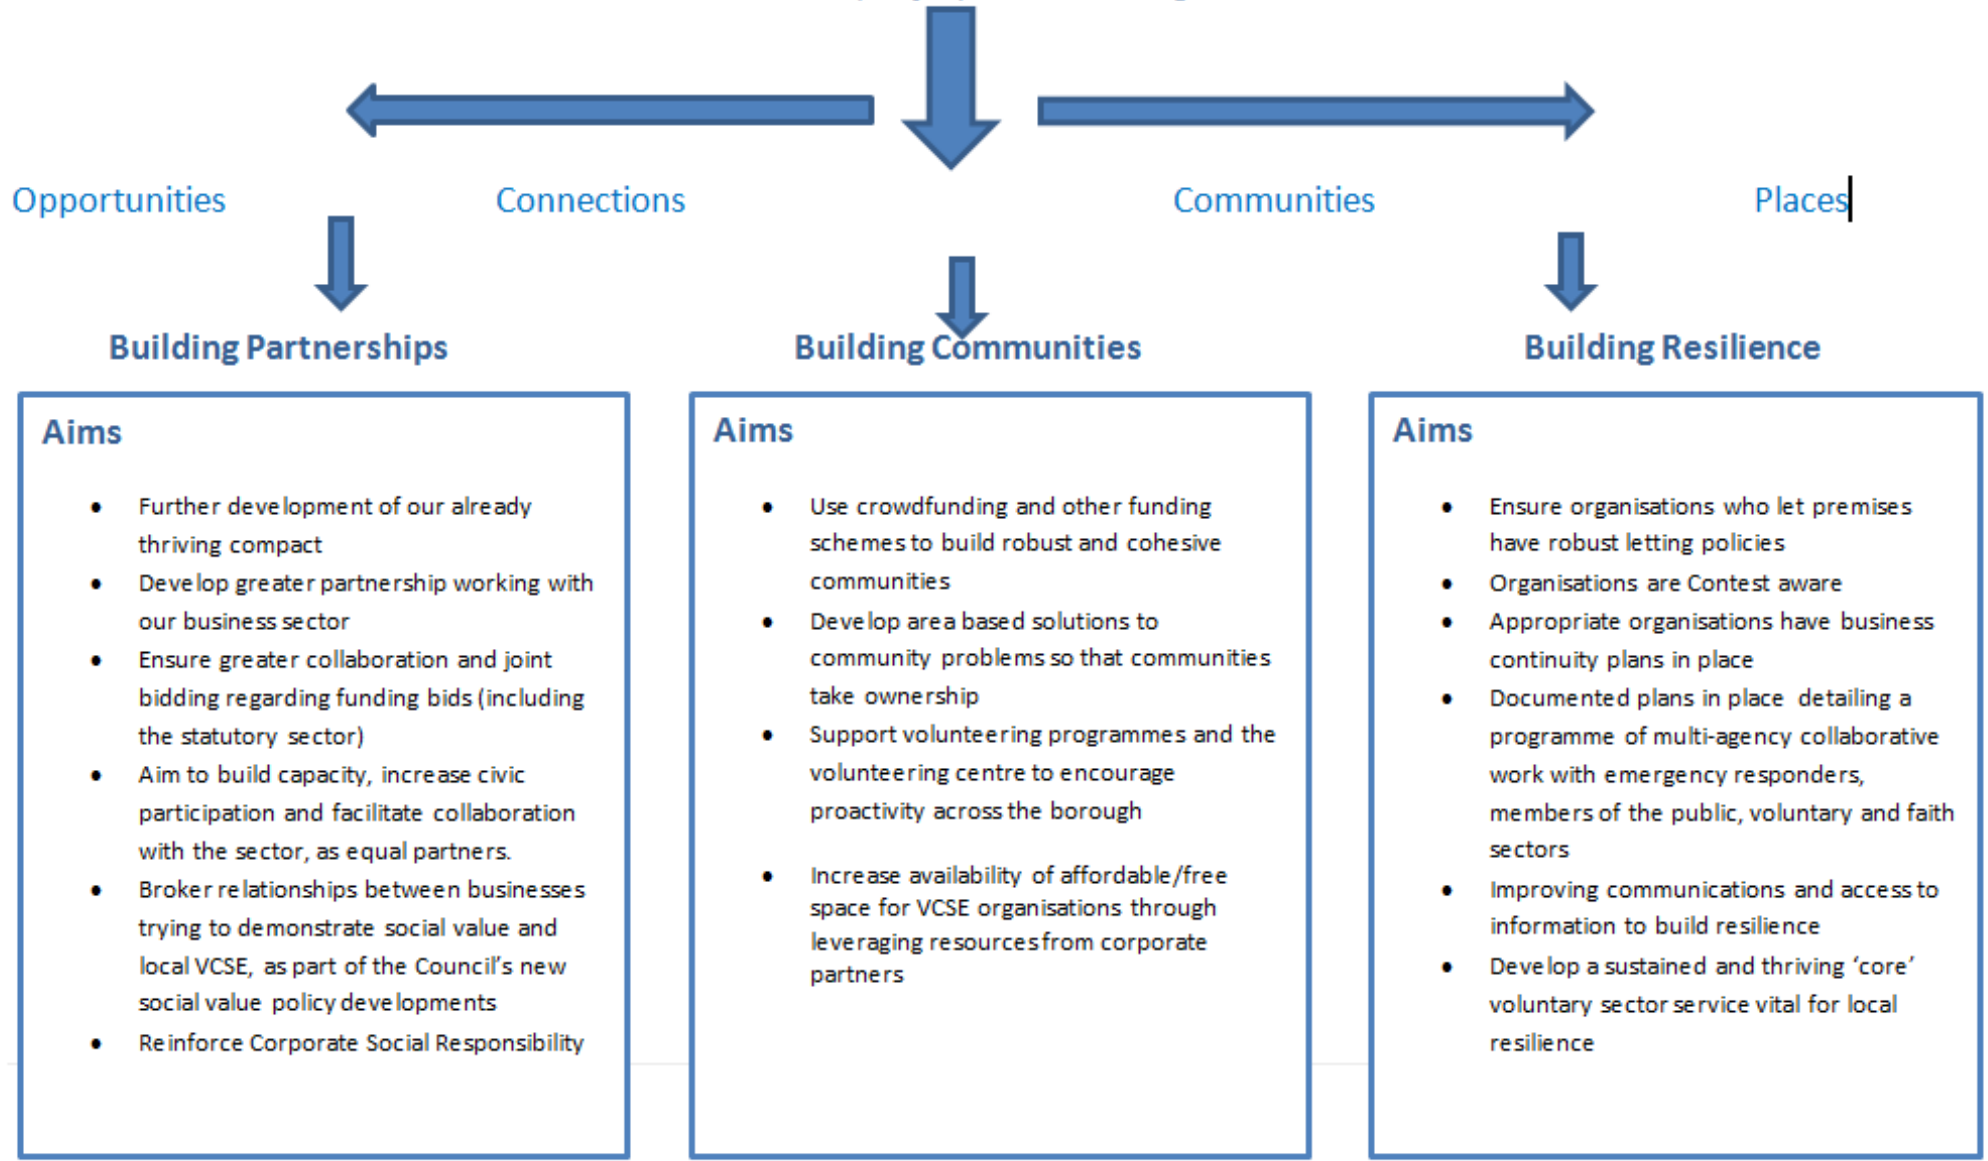 Opportunities
Connections
Communities
Places
Building Partnerships
Aims
• Further development of our already
thriving compact
• Develop greater partnership working with
our business sector
• Ensure greater collaboration and joint
bidding regarding funding bids (including
the statutory sector)
• Aim to build capacity, increase civic
participation and facilitate collaboration
with the sector, as equal partners.
• Broker relationships between businesses
trying to demonstrate social value and
local VCSE, as part of the Council's new
social value policy developments
• Reinforce Corporate Social Responsibility
Building Communities
Aims
• Use crowdfunding and other funding
schemes to build robust and cohesive
communities
• Develop area based solutions to
community problems so that communities
take ownership
• Support volunteering programmes and the
volunteering centre to encourage
proactivity across the borough
• Increase availability of affordable/free
space for VCSE organisations through
leveraging resources from corporate
partners
Building Resilience
Aims
• Ensure organisations who let premises
have robust letting policies
• Organisations are Contest aware
• Appropriate organisations have business
continuity plans in place
• Documented plans in place detailing a
programme of multi-agency collaborative
work with emergency responders,
members of the public, voluntary and faith
sectors
• Improving communications and access to
information to build resilience
• Develop a sustained and thriving ‘core’
voluntary sector service vital for local
resilience